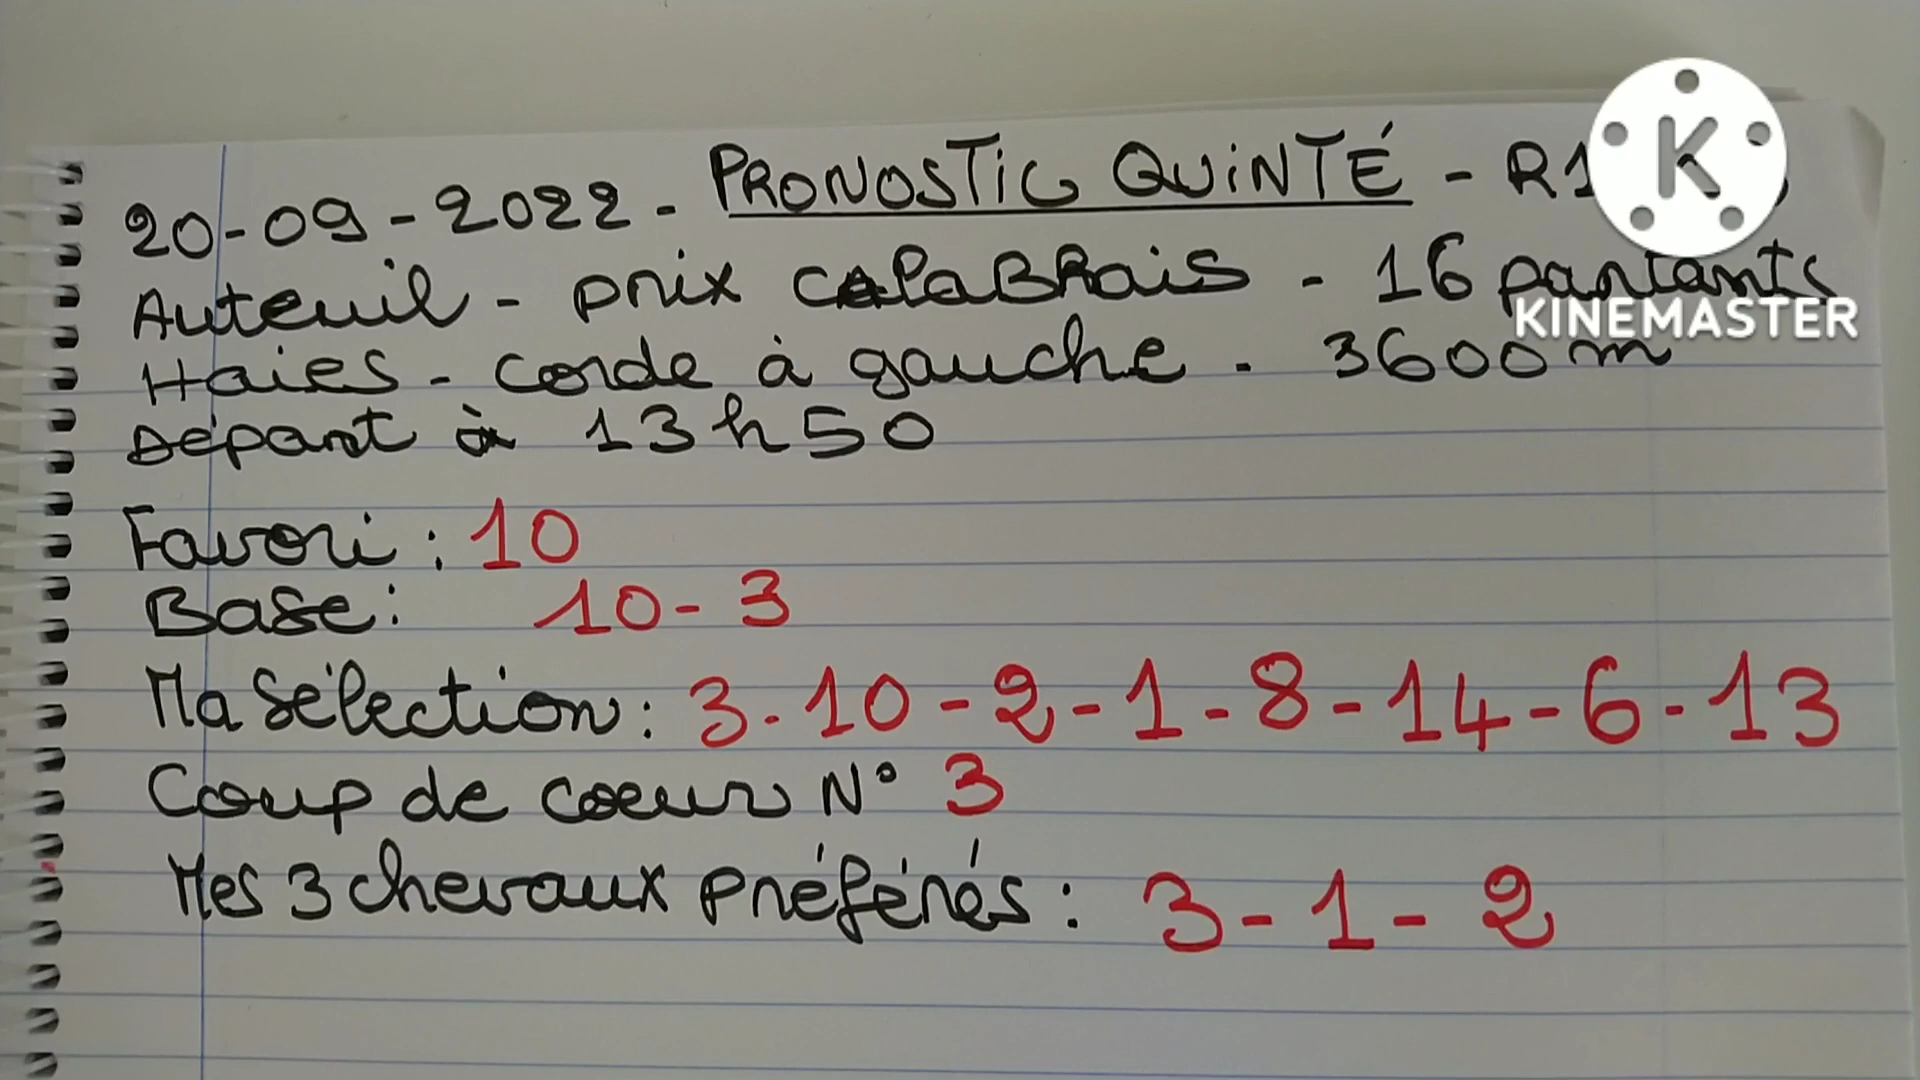 20-09-2022 - PRONOSTIC QUINTÉ - R1
Auteuil - prix CALaBRais - 16 partants
KINEMASTER
Haies - corde à gauche - 3600m
Départ à 13h50
Favori : 10
Base : 10 - 3
Ma Sélection : 3 - 10 - 2 - 1 - 8 - 14 - 6 - 13
Coup de coeur N° 3
Mes 3 chevaux préférés : 3 - 1 - 2